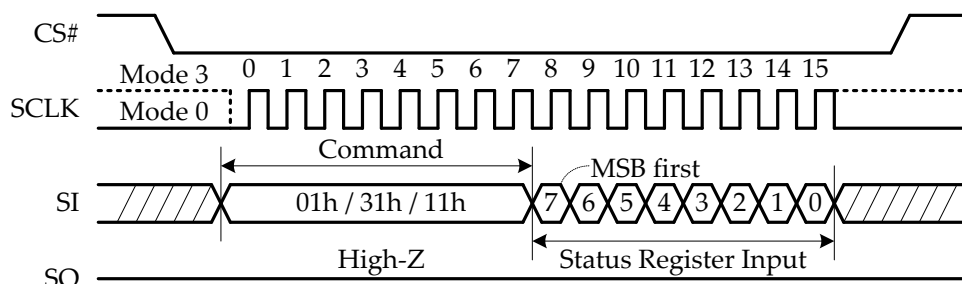 CS#
Mode 3 0 1 2 3 4 5 6 7 8 9 10 11 12 13 14 15
SCLK
Mode 0
Command
MSB first
SI 01h / 31h / 11h 7 6 5 4 3 2 1 0
High-Z Status Register Input
SO